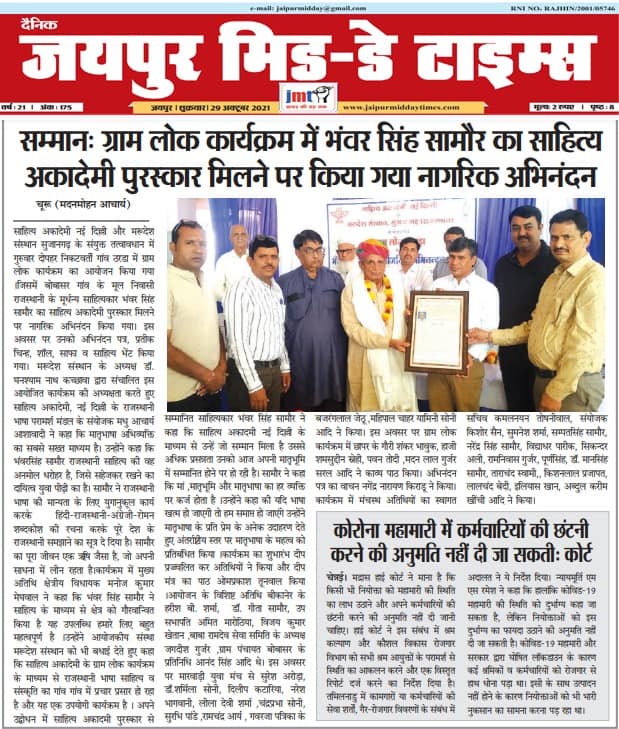 e-mail: jaipurmidday@gmail.com
RNI NO: RAJHIN/2001/05746
दैनिक
जयपुर मिड-डे टाइम्स
jmt
वर्ष: 21 | अंक: 175
जयपुर | शुक्रवार | 29 अक्टूबर 2021
www.jaipurmiddaytimes.com
मूल्य: 2 रुपए | पृष्ठ: 8
सम्मानः ग्राम लोक कार्यक्रम में भंवर सिंह सामौर का साहित्य
अकादेमी पुरस्कार मिलने पर किया गया नागरिक अभिनंदन
चूरू (मदनमोहन आचार्य)
साहित्य अकादेमी नई दिल्ली और मरूदेश
संस्थान सुजानगढ़ के संयुक्त तत्वावधान में
गुरुवार दोपहर निकटवर्ती गांव ठरडा में ग्राम
लोक कार्यक्रम का आयोजन किया गया
।जिसमें बोबासर गांव के मूल निवासी
राजस्थानी के मूर्धन्य साहित्यकार भंवर सिंह
सामौर का साहित्य अकादेमी पुरस्कार मिलने
पर नागरिक अभिनंदन किया गया। इस
अवसर पर उनको अभिनंदन पत्र, प्रतीक
चिन्ह, शॉल, साफा व साहित्य भेंट किया
गया। मरूदेश संस्थान के अध्यक्ष डॉ.
घनश्याम नाथ कच्छावा द्वारा संचालित इस
आयोजित कार्यक्रम की अध्यक्षता करते हुए
साहित्य अकादेमी, नई दिल्ली के राजस्थानी
भाषा परामर्श मंडल के संयोजक मधु आचार्य
आशावादी ने कहा कि मातृभाषा अभिव्यक्ति
का सबसे सख्त माध्यम है। उन्होंने कहा कि
भंवरसिंह सामौर राजस्थानी साहित्य की वह
अनमोल धरोहर है, जिसे सहेजकर रखने का
दायित्व युवा पीढ़ी का है। सामौर ने राजस्थानी
भाषा की मान्यता के लिए युगानुकूल कार्य
करके हिंदी-राजस्थानी-अंग्रेजी-रोमन
शब्दकोश की रचना करके पूरे देश के
राजस्थानी समझाने का सूत्र दे दिया है। सामौर
का पूरा जीवन एक ऋषि जैसा है, जो अपनी
साधना में लीन रहता है।कार्यक्रम में मुख्य
अतिथि क्षेत्रीय विधायक मनोज कुमार
मेघवाल ने कहा कि भंवर सिंह सामौर ने
साहित्य के माध्यम से क्षेत्र को गौरवान्वित
किया है यह उपलब्धि हमारे लिए बहुत
महत्वपूर्ण है ।उन्होंने आयोजकीय संस्था
मरूदेश संस्थान को भी बधाई देते हुए कहा
कि साहित्य अकादेमी के ग्राम लोक कार्यक्रम
के माध्यम से राजस्थानी भाषा साहित्य व
संस्कृति का गांव गांव में प्रचार प्रसार हो रहा
है और यह एक उपयोगी कार्यक्रम है । अपने
उद्बोधन में साहित्य अकादमी पुरस्कार से
सम्मानित साहित्यकार भंवर सिंह सामौर ने
कहा कि साहित्य अकादमी नई दिल्ली के
माध्यम से उन्हें जो सम्मान मिला है उससे
अधिक प्रसन्नता उनको आज अपनी मातृभूमि
में सम्मानित होने पर हो रही है। सामौर ने कहा
कि मां ,मातृभूमि और मातृभाषा का हर व्यक्ति
पर कर्ज होता है ।उन्होंने कहा की यदि भाषा
खत्म हो जाएगी तो हम समाप्त हो जाएंगे उन्होंने
मातृभाषा के प्रति प्रेम के अनेक उदाहरण देते
हुए अंतर्राष्ट्रीय स्तर पर मातृभाषा के महत्व को
प्रतिबंधित किया ।कार्यक्रम का शुभारंभ दीप
प्रज्वलित कर अतिथियों ने किया और दीप
मंत्र का पाठ ओमप्रकाश तूनवाल किया
।आयोजन के विशिष्ट अतिथि बीकानेर के
हरीश बी. शर्मा, डॉ. गीता सामौर, उप
सभापति अमित मारोठिया, विजय कुमार
खेतान ,बाबा रामदेव सेवा समिति के अध्यक्ष
जगदीश गुर्जर ,ग्राम पंचायत बोबासर के
प्रतिनिधि आनंद सिंह आदि थे। इस अवसर
पर मारवाड़ी युवा मंच से सुरेश अरोड़ा,
डॉ.शर्मिला सोनी, दिलीप कटारिया, नरेश
भागवानी, लीला देवी शर्मा ,चंद्रप्रभा सोनी,
सुरभि पांडे ,रामचंद्र आर्य , गवरजा पत्रिका के
बजरंगलाल जेठू ,महिपाल चाहर यामिनी सोनी
आदि ने किया। इस अवसर पर ग्राम लोक
कार्यक्रम में छापर के गौरी शंकर भावुक, हाजी
शमसुद्दीन स्नेही, पवन तोदी ,मदन लाल गुर्जर
सरल आदि ने काव्य पाठ किया। अभिनंदन
पत्र का वाचन नगेंद्र नारायण किराडू ने किया।
कार्यक्रम में मंचस्थ अतिथियों का स्वागत
सचिव कमलनयन तोषनीवाल, संयोजक
किशोर सैन, सुमनेश शर्मा, सम्पतसिंह सामौर,
नरेंद्र सिंह सामौर, विद्याधर पारीक, सिकन्दर
अली, रामनिवास गुर्जर, पूर्णसिंह, डॉ. मानसिंह
सामौर, ताराचंद स्वामी,, किशनलाल प्रजापत,
लालचंद बेदी, इलियास खान, अब्दुल करीम
खींची आदि ने किया।
कोरोना महामारी में कर्मचारियों की छंटनी
करने की अनुमति नहीं दी जा सकतीः कोर्ट
चेन्नई। मद्रास हाई कोर्ट ने माना है कि
किसी भी नियोक्ता को महामारी की स्थिति
का लाभ उठाने और अपने कर्मचारियों की
छंटनी करने की अनुमति नहीं दी जानी
चाहिए। हाई कोर्ट ने इस संबंध में श्रम
कल्याण और कौशल विकास रोजगार
विभाग को सभी श्रम आयुक्तों के परामर्श से
स्थिति का आकलन करने और एक विस्तृत
रिपोर्ट दर्ज करने का निर्देश दिया है।
तमिलनाडु में कामगारों या कर्मचारियों की
सेवा शर्तों, गैर-रोजगार विवरणों के संबंध में
अदालत ने ये निर्देश दिया। न्यायमूर्ति एम
एस रमेश ने कहा कि हालांकि कोविड-19
महामारी की स्थिति को दुर्भाग्य कहा जा
सकता है, लेकिन नियोक्ताओं को इस
दुर्भाग्य का फायदा उठाने की अनुमति नहीं
दी जा सकती है। कोविड-19 महामारी और
सरकार द्वारा घोषित लॉकडाउन के कारण
कई श्रमिकों व कर्मचारियों को रोजगार से
हाथ धोना पड़ा था। इसी के साथ उत्पादन
नहीं होने के कारण नियोक्ताओं को भी भारी
नुकसान का सामना करना पड़ रहा था।